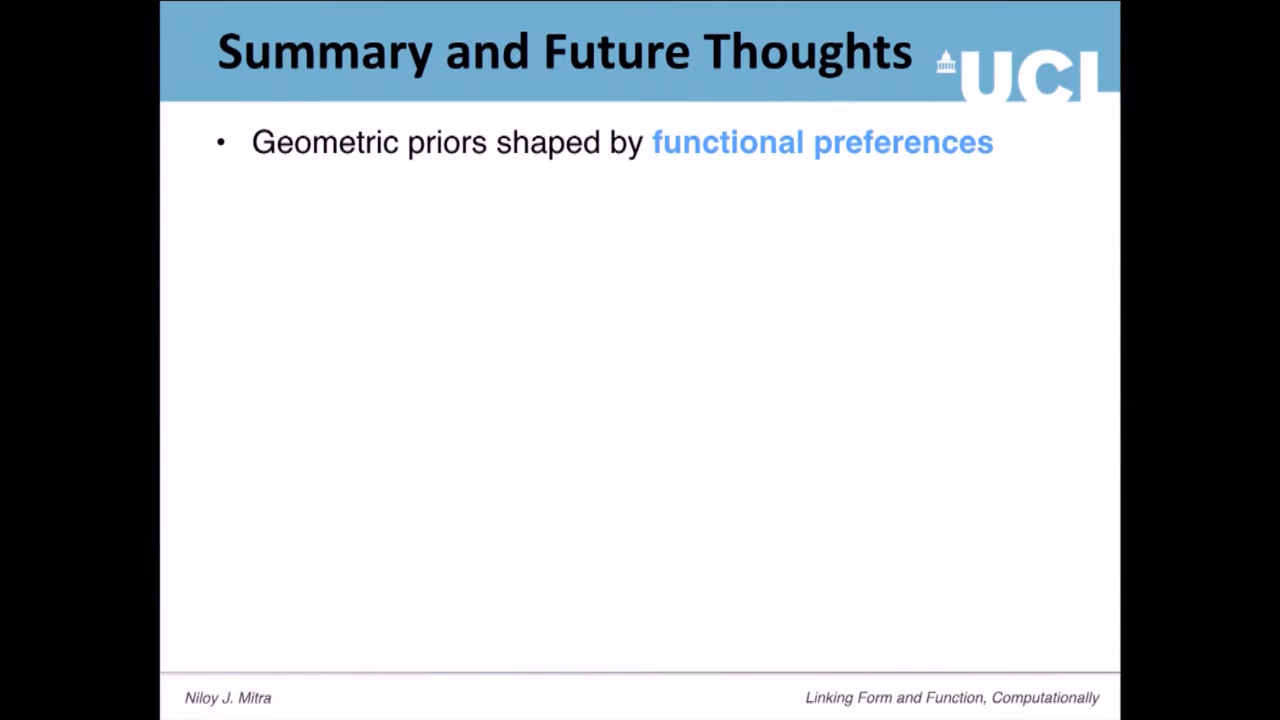 Summary and Future Thoughts
UCL
• Geometric priors shaped by functional preferences
Niloy J. Mitra
Linking Form and Function, Computationally